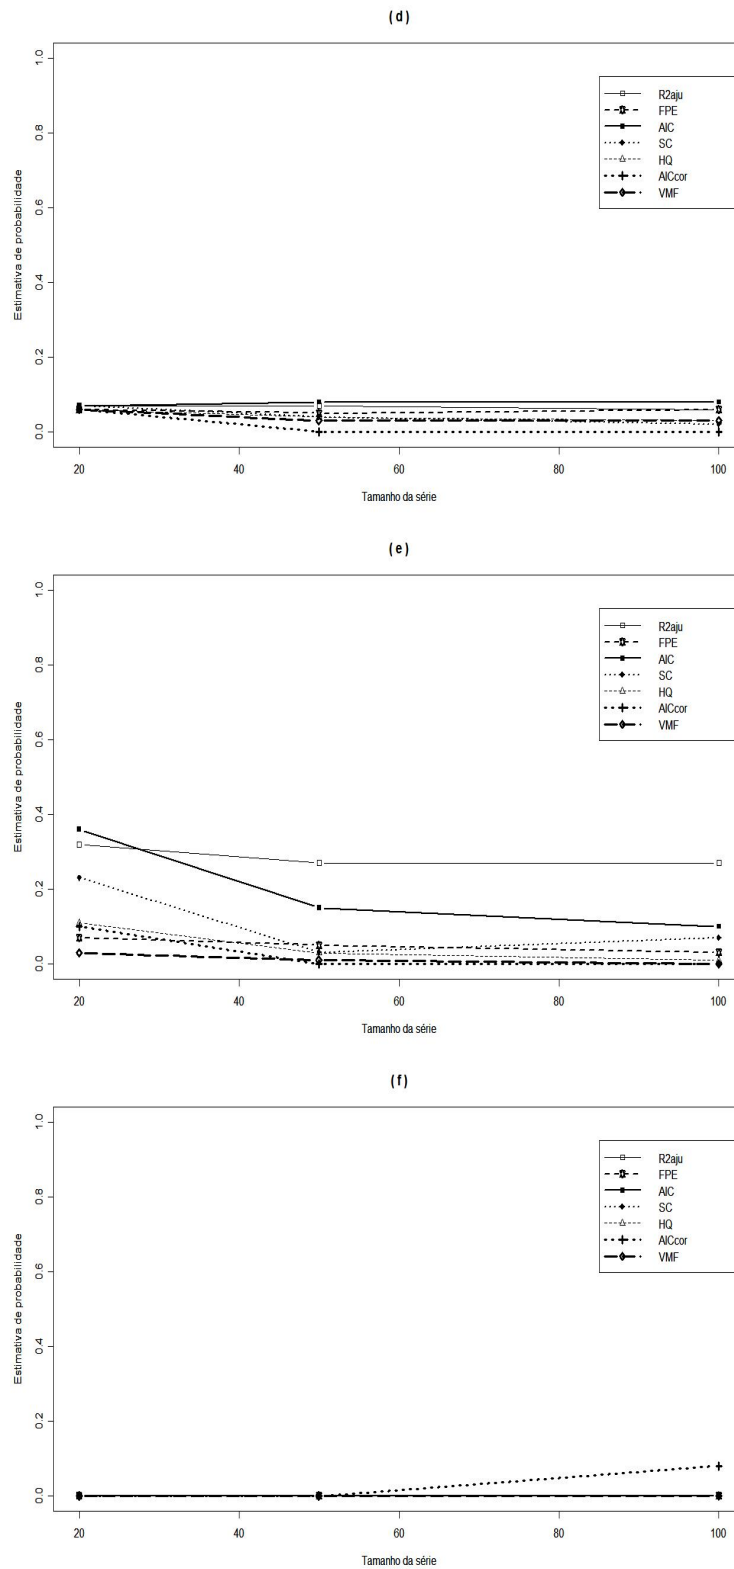 ( d )
1.0
0.8
0.6
0.4
0.2
0.0
Estimativa de probabilidade
R2aju
FPE
AIC
SC
HQ
AICcor
VMF
20
40
60
80
100
Tamanho da série
( e )
1.0
0.8
0.6
0.4
0.2
0.0
Estimativa de probabilidade
R2aju
FPE
AIC
SC
HQ
AICcor
VMF
20
40
60
80
100
Tamanho da série
( f )
1.0
0.8
0.6
0.4
0.2
0.0
Estimativa de probabilidade
R2aju
FPE
AIC
SC
HQ
AICcor
VMF
20
40
60
80
100
Tamanho da série